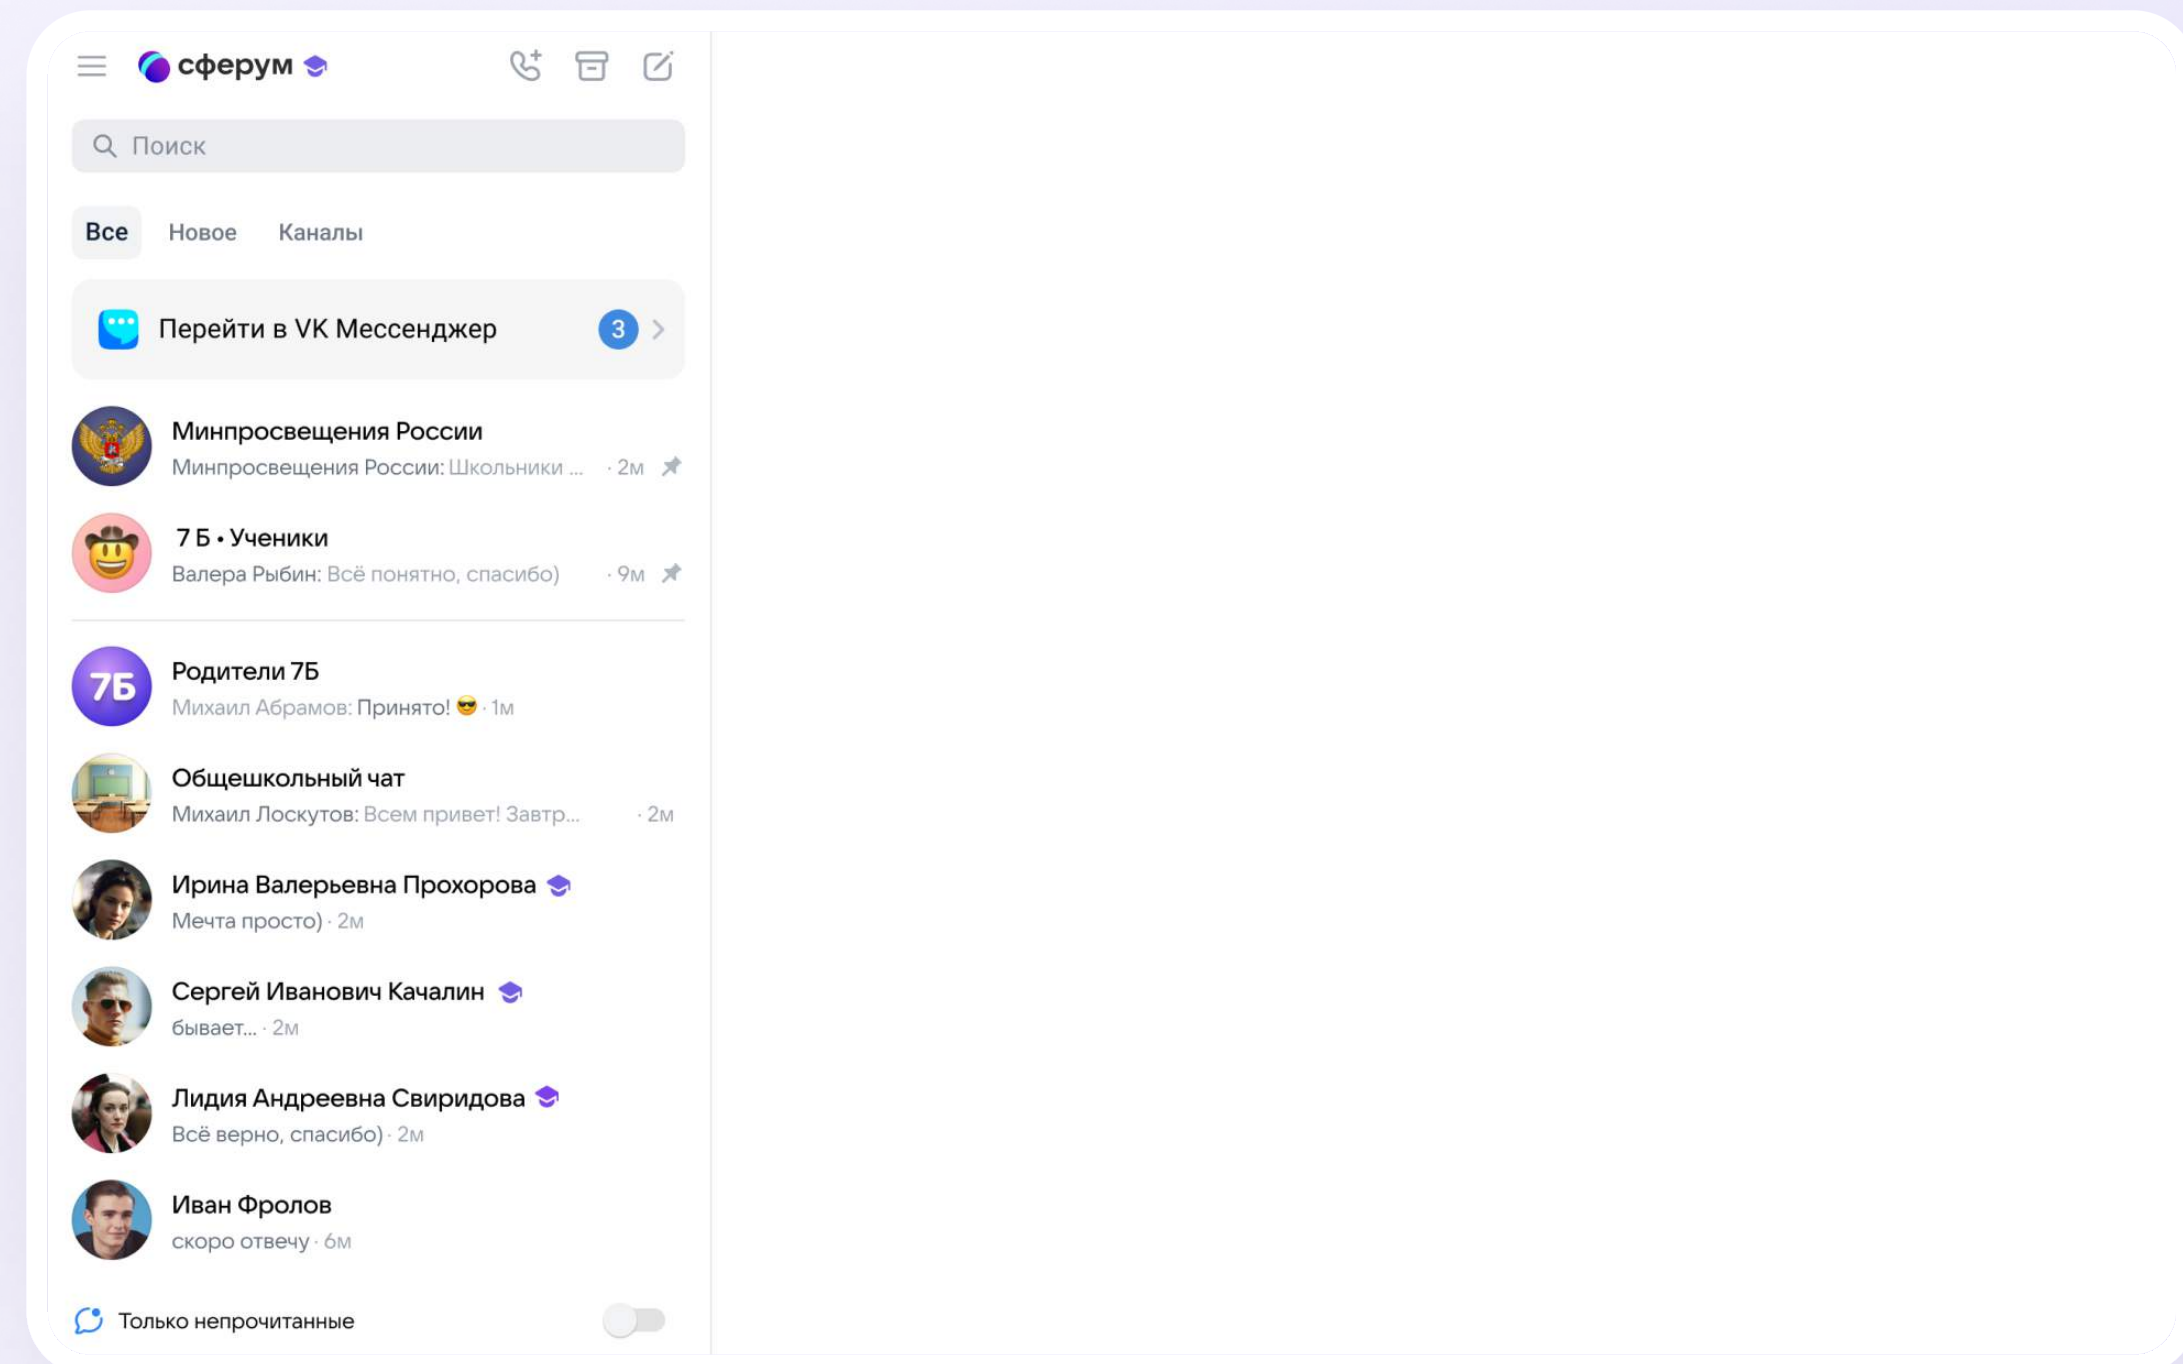 сферум
Поиск
Все Новое Каналы
Перейти в VK Мессенджер 3
Минпросвещения России
Минпросвещения России: Школьники ... · 2м
7 Б • Ученики
Валера Рыбин: Всё понятно, спасибо) · 9м
7Б
Родители 7Б
Михаил Абрамов: Принято! 😎 · 1м
Общешкольный чат
Михаил Лоскутов: Всем привет! Завтр... · 2м
Ирина Валерьевна Прохорова
Мечта просто) · 2м
Сергей Иванович Качалин
бывает... · 2м
Лидия Андреевна Свиридова
Всё верно, спасибо) · 2м
Иван Фролов
скоро отвечу · 6м
Только непрочитанные